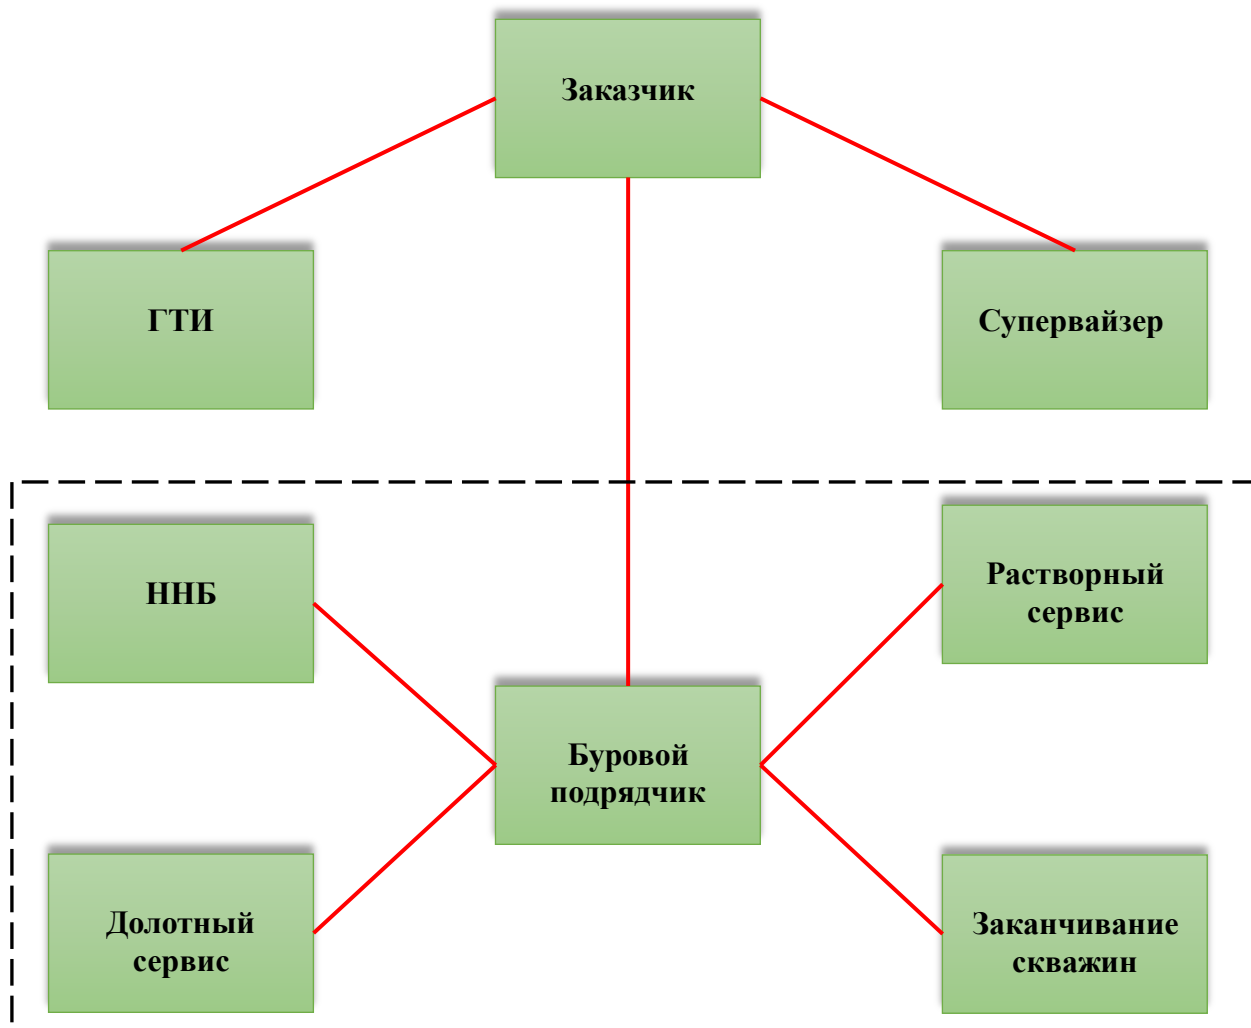 Заказчик
ГТИ
Супервайзер
ННБ
Растворный
сервис
Буровой
подрядчик
Долотный
сервис
Заканчивание
скважин